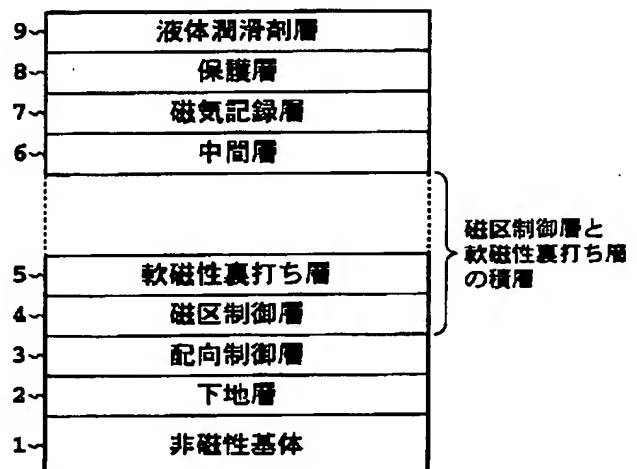 9 液体潤滑剤層
8 保護層
7 磁気記録層
6 中間層
磁区制御層と
軟磁性裏打ち層
の積層
5 軟磁性裏打ち層
4 磁区制御層
3 配向制御層
2 下地層
1 非磁性基体